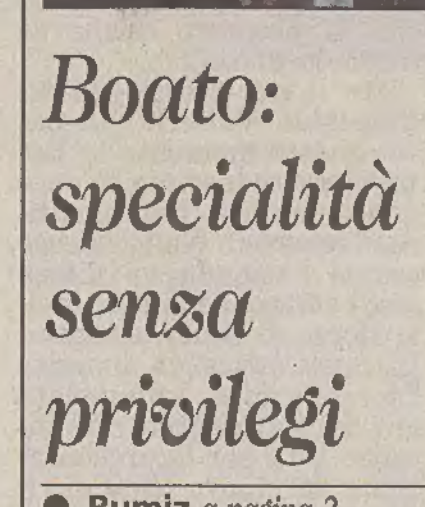 Boato:
specialità
senza
privilegi
● Rumiz a pagina 2